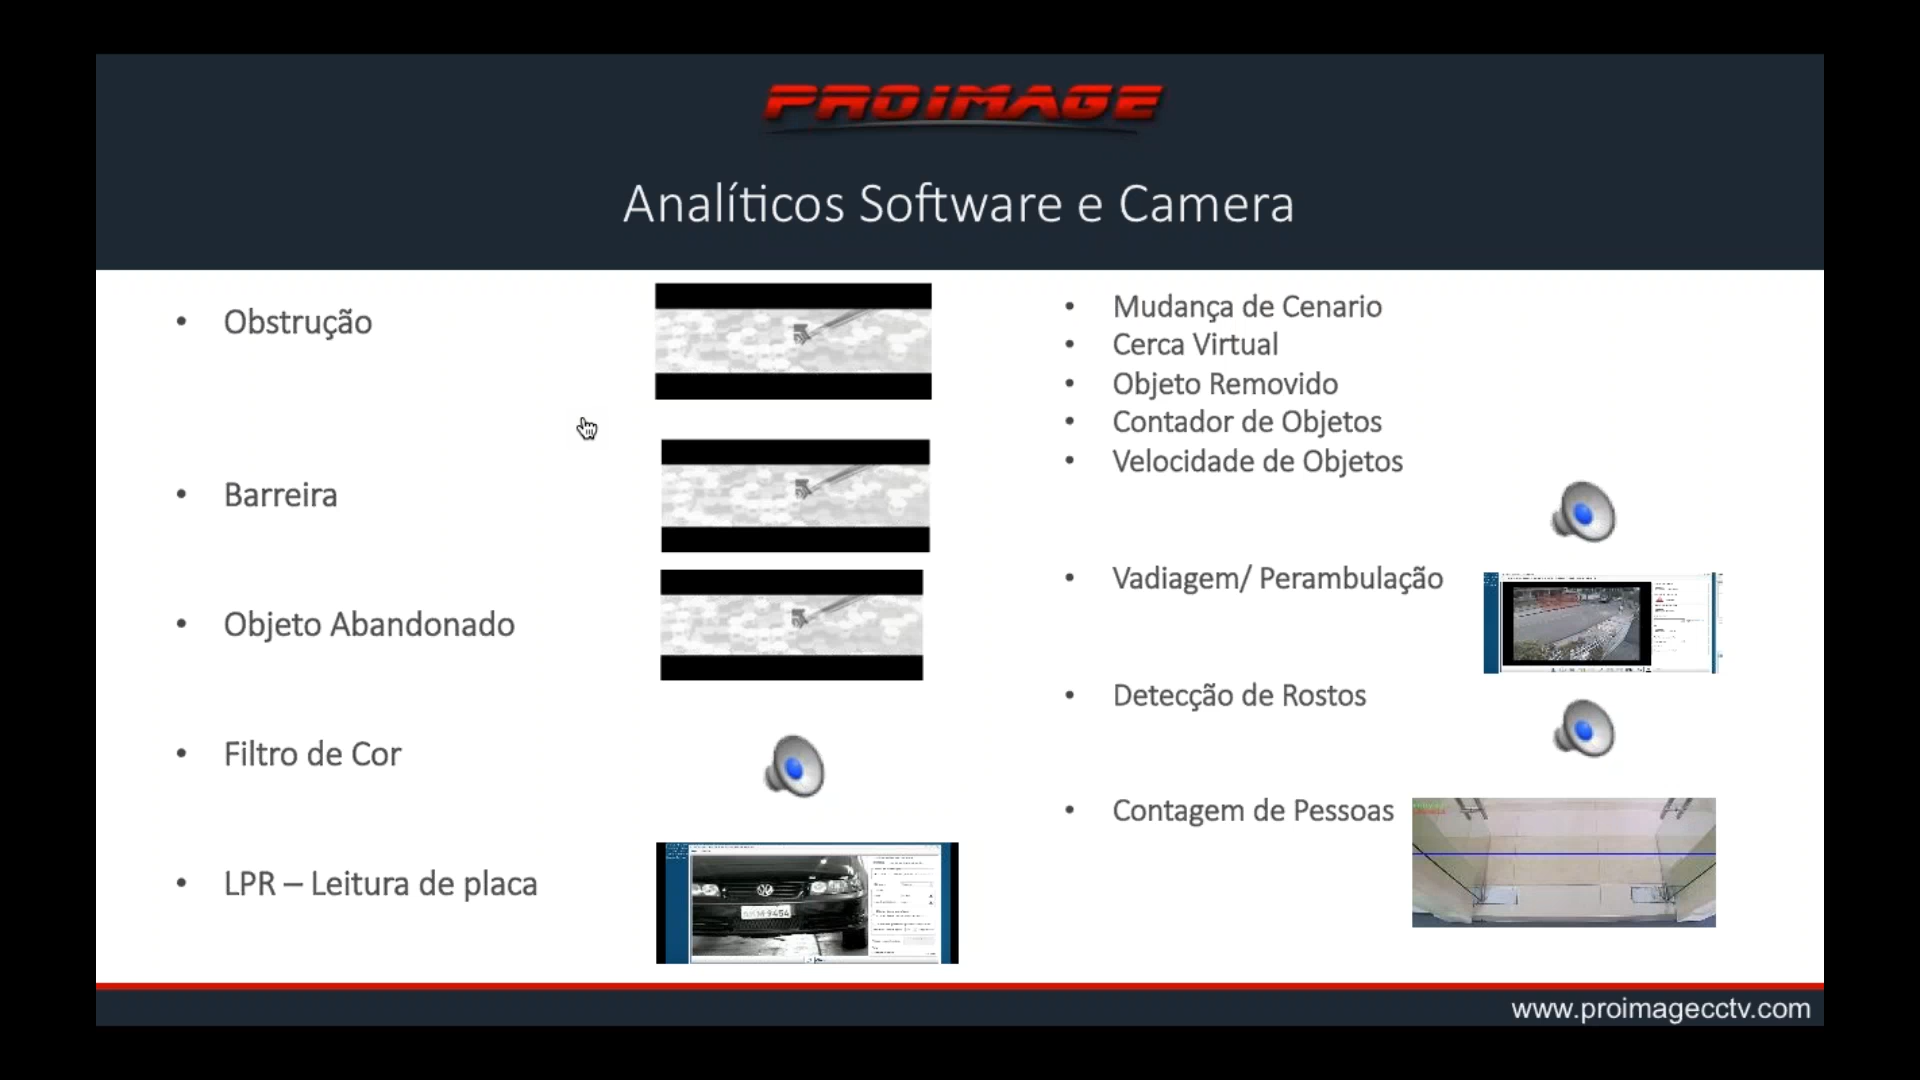 PROIMAGE
Analíticos Software e Camera
• Obstrução
• Barreira
• Objeto Abandonado
• Filtro de Cor
• LPR – Leitura de placa
• Mudança de Cenario
• Cerca Virtual
• Objeto Removido
• Contador de Objetos
• Velocidade de Objetos
• Vadiagem/ Perambulação
• Detecção de Rostos
• Contagem de Pessoas
www.proimagecctv.com